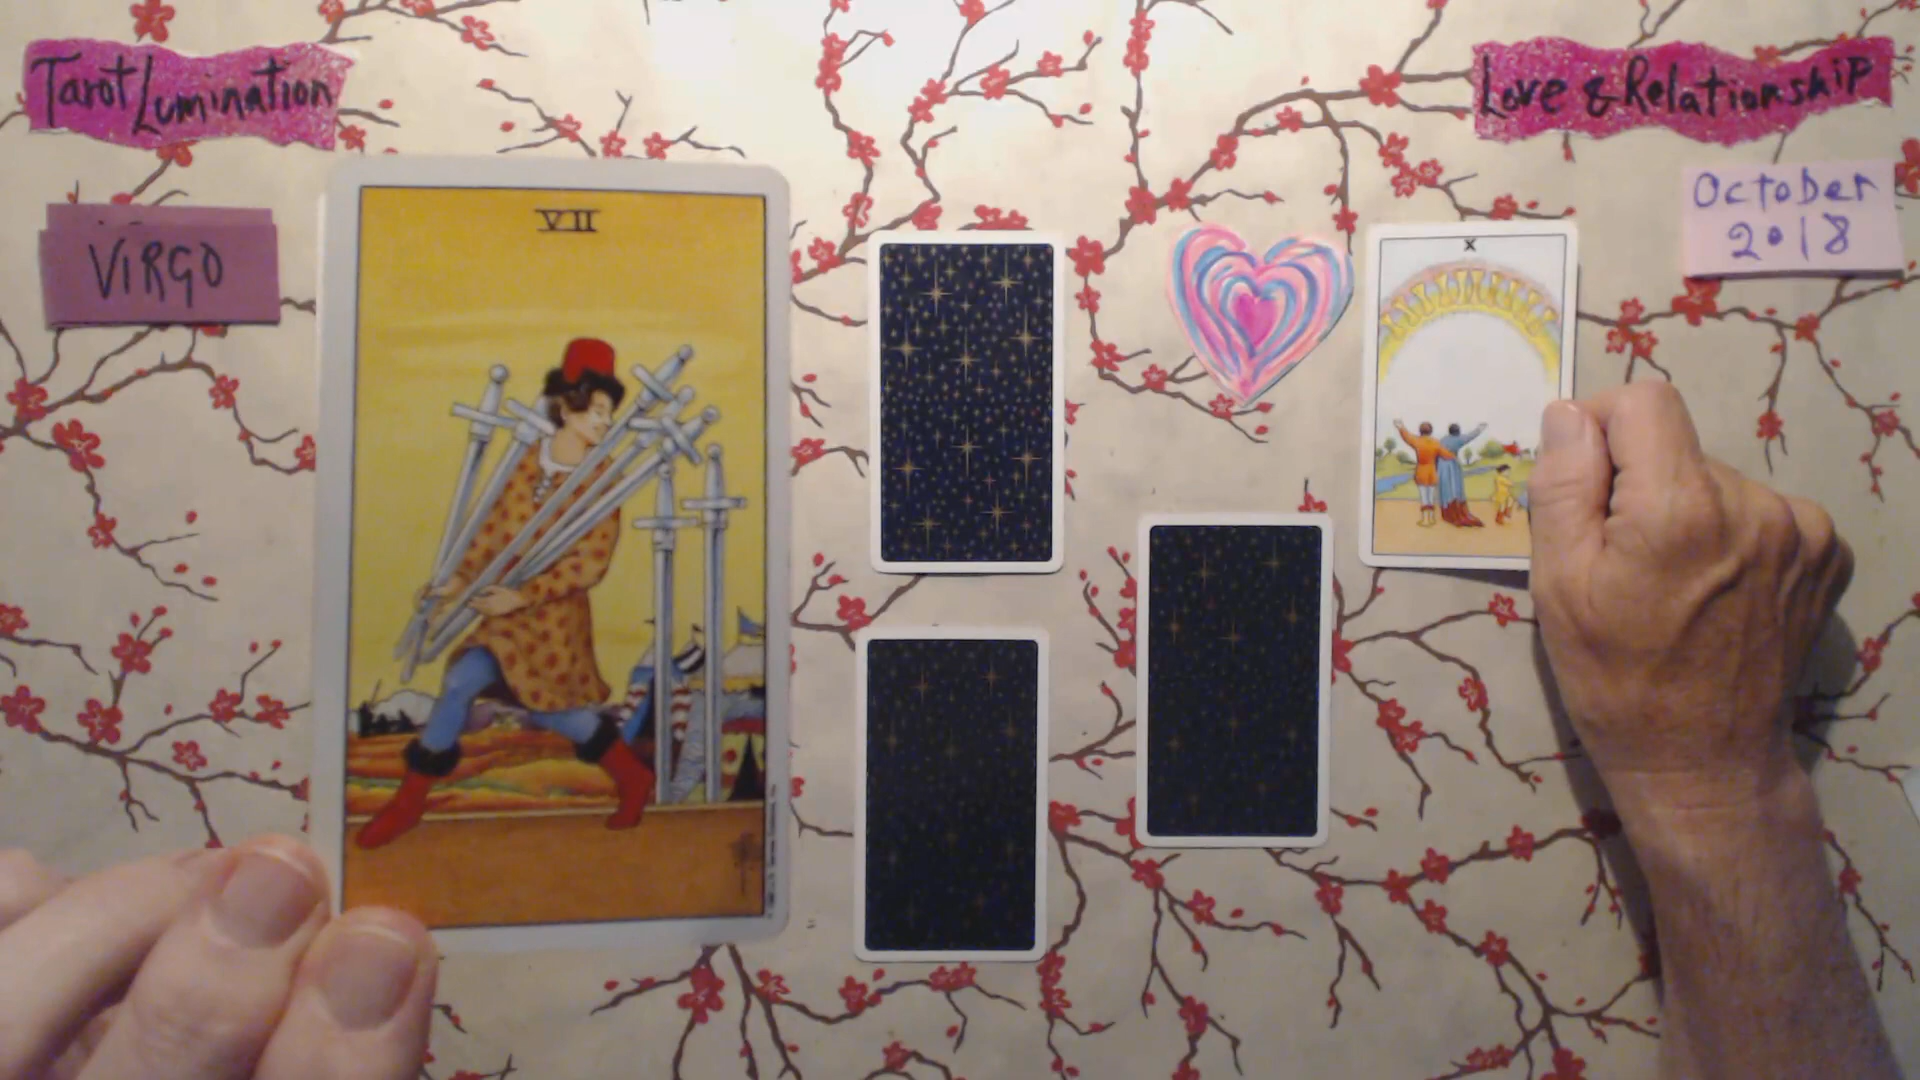 Tarot Lumination
Love & Relationship
VIRGO
October
2018
VII
X